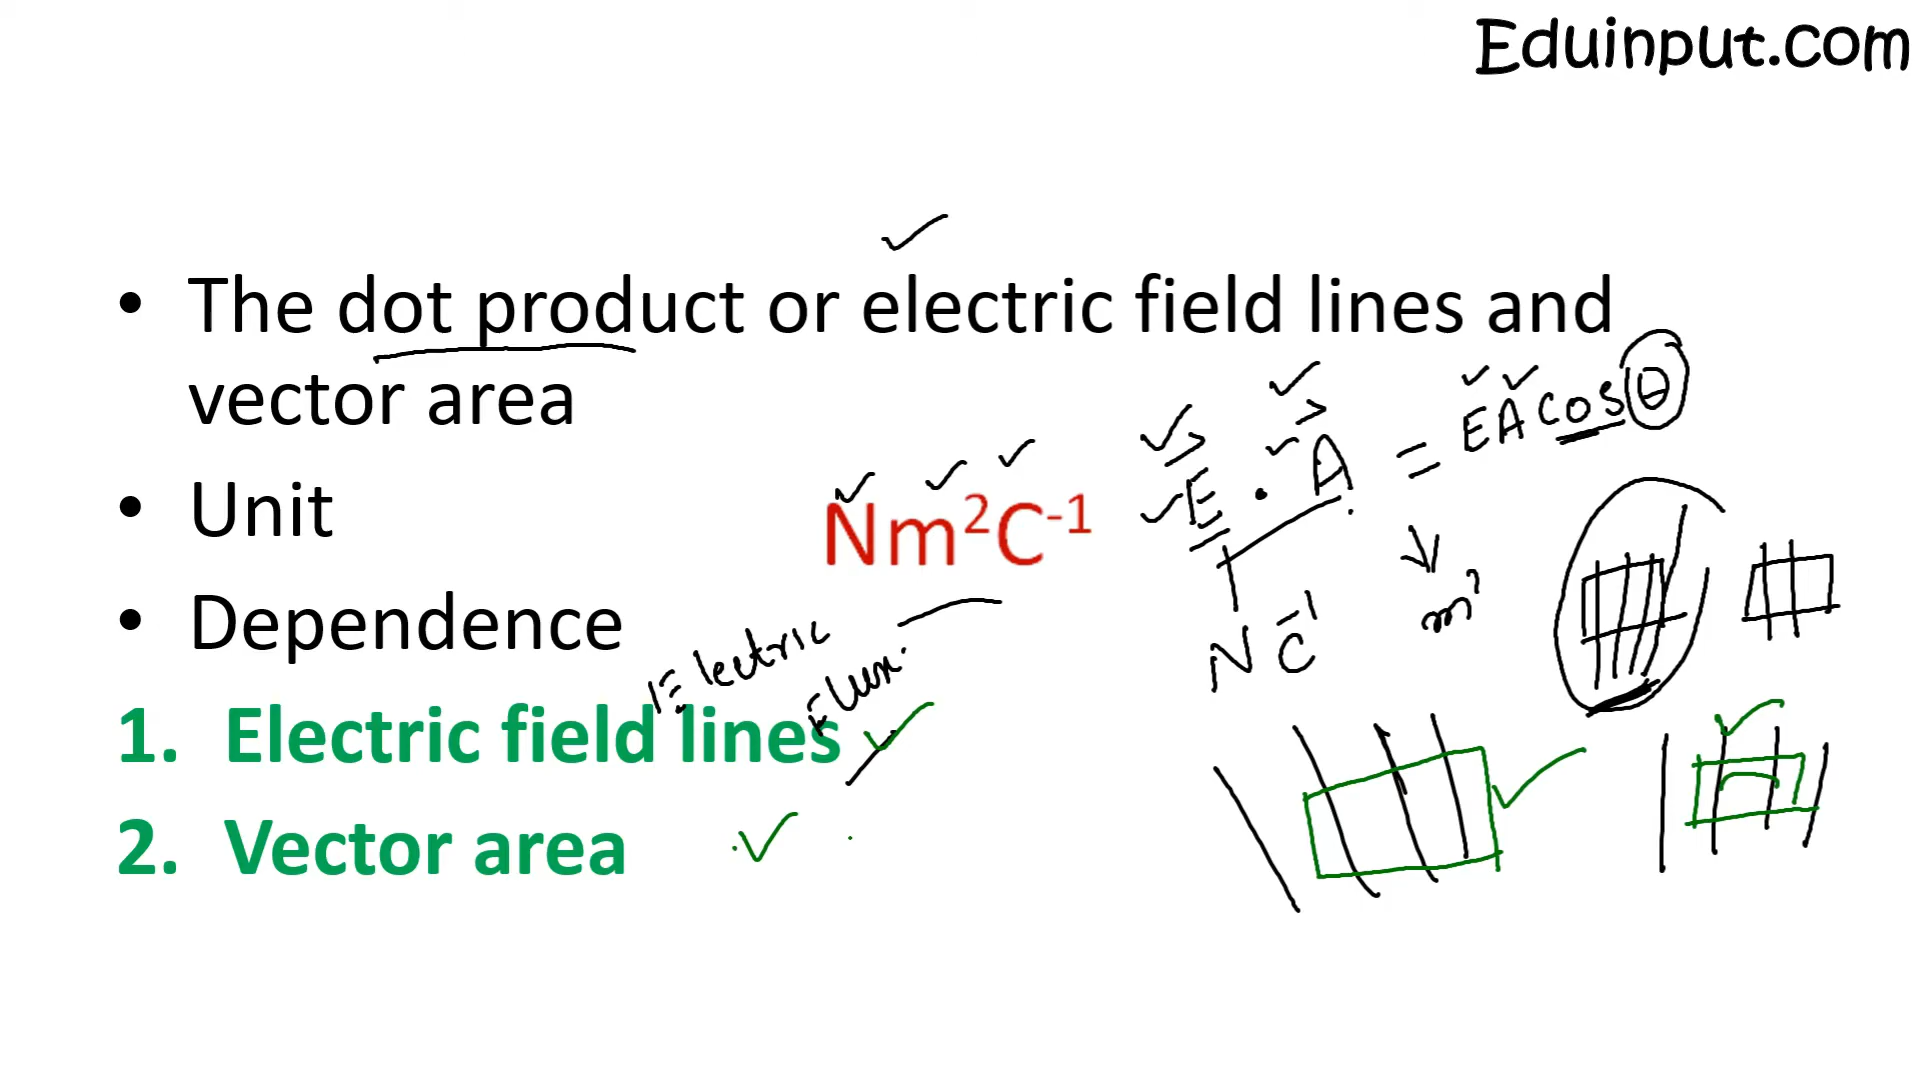 Eduinput.com
• The dot product or electric field lines and
vector area
E⃗ . A⃗ = EA cos θ
• Unit
Nm²C⁻¹
N C⁻¹
m²
• Dependence
Electric
Flux.
1. Electric field lines
2. Vector area